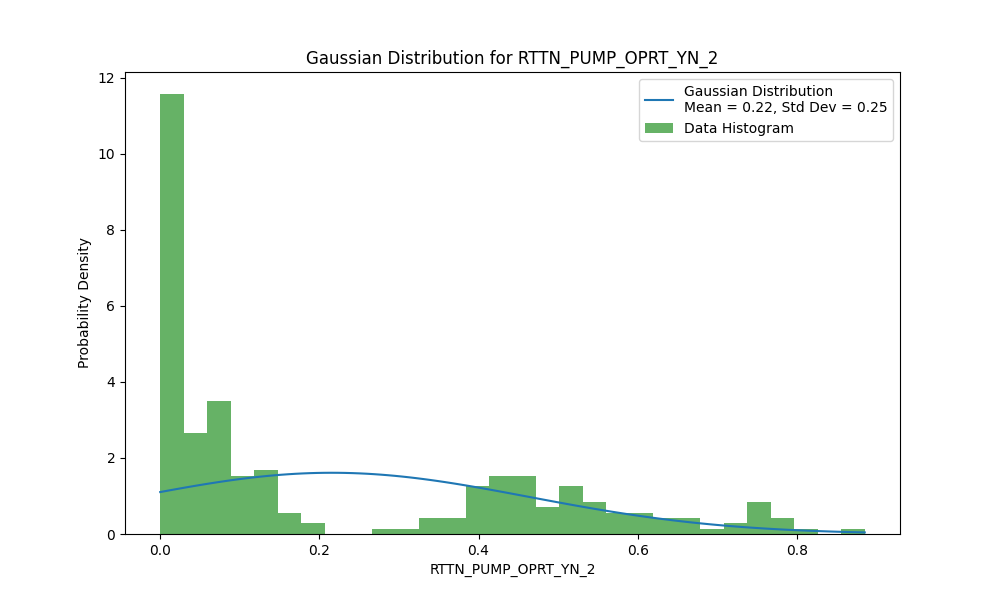 Gaussian Distribution for RTTN_PUMP_OPRT_YN_2
Gaussian Distribution
Mean = 0.22, Std Dev = 0.25
Data Histogram
Probability Density
12
10
8
6
4
2
0
0.0 0.2 0.4 0.6 0.8
RTTN_PUMP_OPRT_YN_2